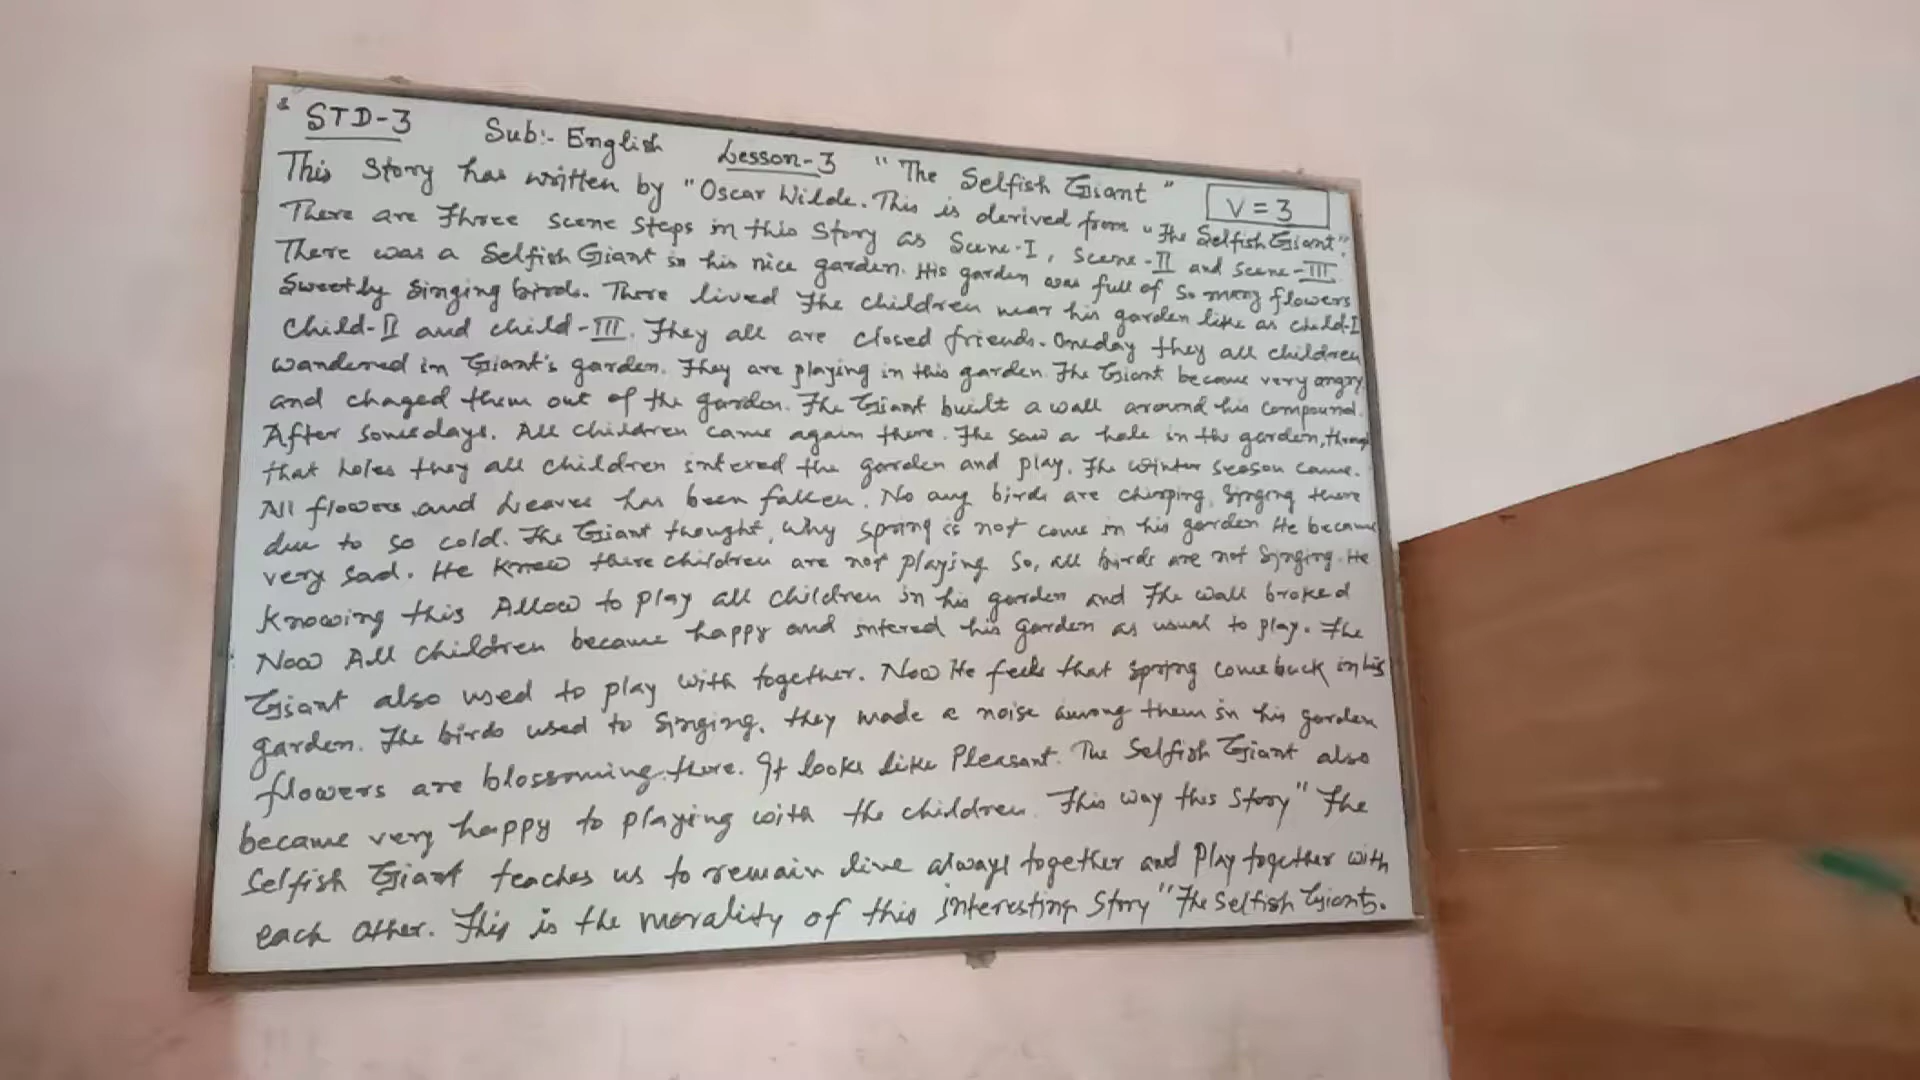 STD-3 Sub:- English Lesson-3 "The Selfish Giant"
V = 3
This Story has written by "Oscar Wilde. This is derived from "The Selfish Giant".
There are Three scene steps in this Story as Scene-I, Scene-II and Scene-III.
There was a Selfish Giant in his nice garden. His garden was full of so many flowers
Sweetly Singing birds. There lived The children near his garden like as child-I
Child-II and child-III. They all are closed friends. Oneday they all children
wandered in Giant's garden. They are playing in this garden. The Giant became very angry
and chaged them out of the garden. The Giant built a wall around his compound.
After somedays. All children came again there. The saw a hole in the garden, through
that holes they all children intered the garden and play. The winter season came.
All flowers and Leaves has been fallen. No any birds are chirping, Singing there
due to so cold. The Giant thought, why spring is not come in his garden He became
very sad. He knew there children are not playing So, all birds are not Singing. He
knowing this Allow to play all children in his garden and The wall broked
Now All children became happy and intered his garden as usual to play. The
Giant also used to play with together. Now He feels that spring come back in his
garden. The birds used to Singing. they made a noise among them in his garden
flowers are blossoming there. It looks like Pleasant. The Selfish Giant also
became very happy to playing with the children. This way this Story "The
Selfish Giant teaches us to remain live always together and Play together with
each other. This is the morality of this interesting Story "The Selfish Giant".